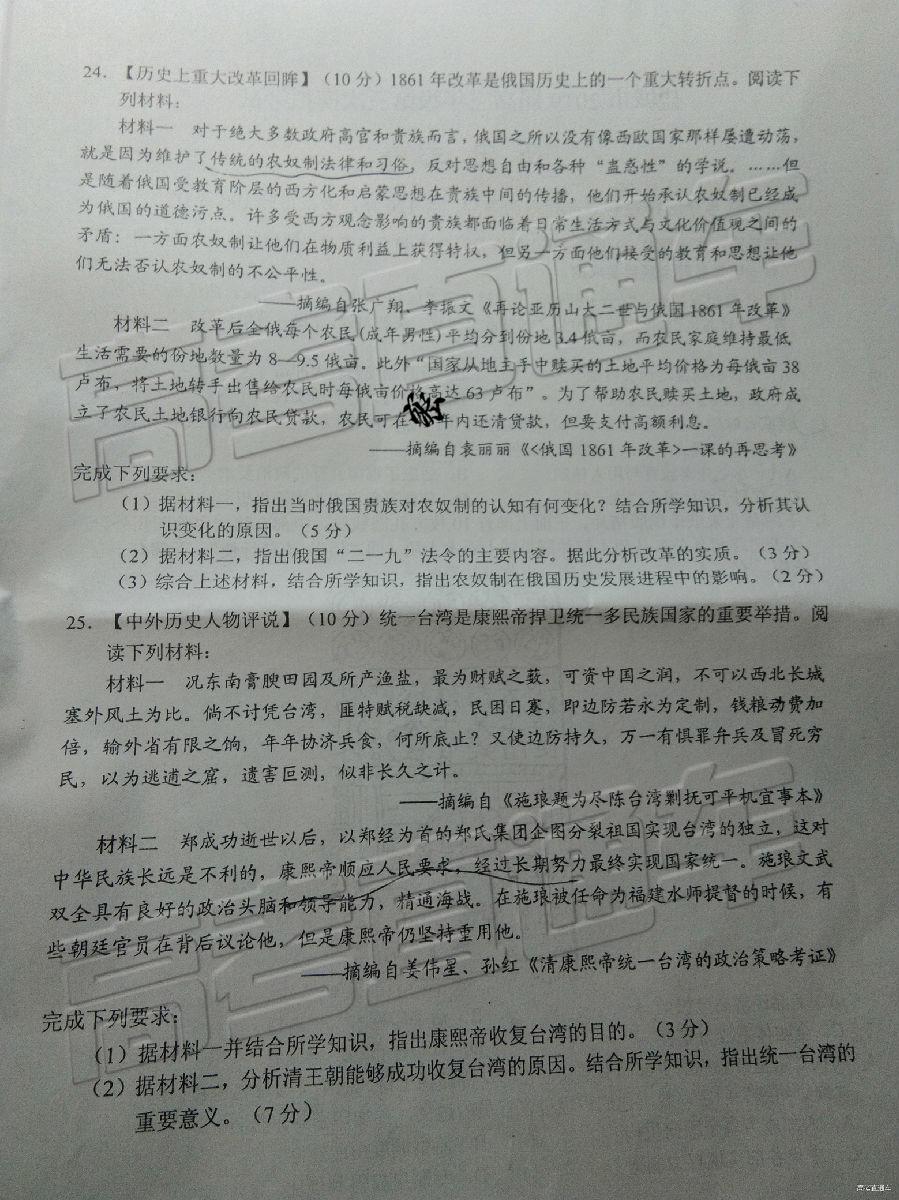 24. 【历史上重大改革回眸】（10 分）1861 年改革是俄国历史上的一个重大转折点。阅读下
列材料：
材料一 对于绝大多数政府高官和贵族而言，俄国之所以没有像西欧国家那样屡遭动荡，
就是因为维护了传统的农奴制法律和习俗，反对思想自由和各种“蛊惑性”的学说。……但
是随着俄国受教育阶层的西方化和启蒙思想在贵族中间的传播，他们开始承认农奴制已经成
为俄国的道德污点。许多受西方观念影响的贵族都面临着日常生活方式与文化价值观之间的
矛盾：一方面农奴制让他们在物质利益上获得特权，但另一方面他们接受的教育和思想让他
们无法否认农奴制的不公平性。
——摘编自张广翔、李振文《再论亚历山大二世与俄国 1861 年改革》
材料二 改革后全俄每个农民(成年男性)平均分到份地 3.4 俄亩，而农民家庭维持最低
生活需要的份地数量为 8—9.5 俄亩。此外“国家从地主手中赎买的土地平均价格为每俄亩 38
卢布，将土地转手出售给农民时每俄亩价格高达 63 卢布”。为了帮助农民赎买土地，政府成
立了农民土地银行向农民贷款，农民可在 年内还清贷款，但要支付高额利息。
——摘编自袁丽丽《<俄国 1861 年改革>一课的再思考》
完成下列要求：
（1）据材料一，指出当时俄国贵族对农奴制的认知有何变化？结合所学知识，分析其认
识变化的原因。（5 分）
（2）据材料二，指出俄国“二一九”法令的主要内容。据此分析改革的实质。（3 分）
（3）综合上述材料，结合所学知识，指出农奴制在俄国历史发展进程中的影响。（2 分）
25. 【中外历史人物评说】（10 分）统一台湾是康熙帝捍卫统一多民族国家的重要举措。阅
读下列材料：
材料一 况东南膏腴田园及所产渔盐，最为财赋之薮，可资中国之润，不可以西北长城
塞外风土为比。倘不讨凭台湾，匪特赋税缺减，民困日蹇，即边防若永为定制，钱粮动费加
倍，输外省有限之饷，年年协济兵食，何所底止？又使边防持久，万一有惧罪弁兵及冒死穷
民，以为逃逋之窟，遗害叵测，似非长久之计。
——摘编自《施琅题为尽陈台湾剿抚可平机宜事本》
材料二 郑成功逝世以后，以郑经为首的郑氏集团企图分裂祖国实现台湾的独立，这对
中华民族长远是不利的，康熙帝顺应人民要求，经过长期努力最终实现国家统一。施琅文武
双全具有良好的政治头脑和领导能力，精通海战。在施琅被任命为福建水师提督的时候，有
些朝廷官员在背后议论他，但是康熙帝仍坚持重用他。
——摘编自姜伟星、孙红《清康熙帝统一台湾的政治策略考证》
完成下列要求：
（1）据材料一并结合所学知识，指出康熙帝收复台湾的目的。（3 分）
（2）据材料二，分析清王朝能够成功收复台湾的原因。结合所学知识，指出统一台湾的
重要意义。（7 分）
高考直通车
高考直通车
高考直通车